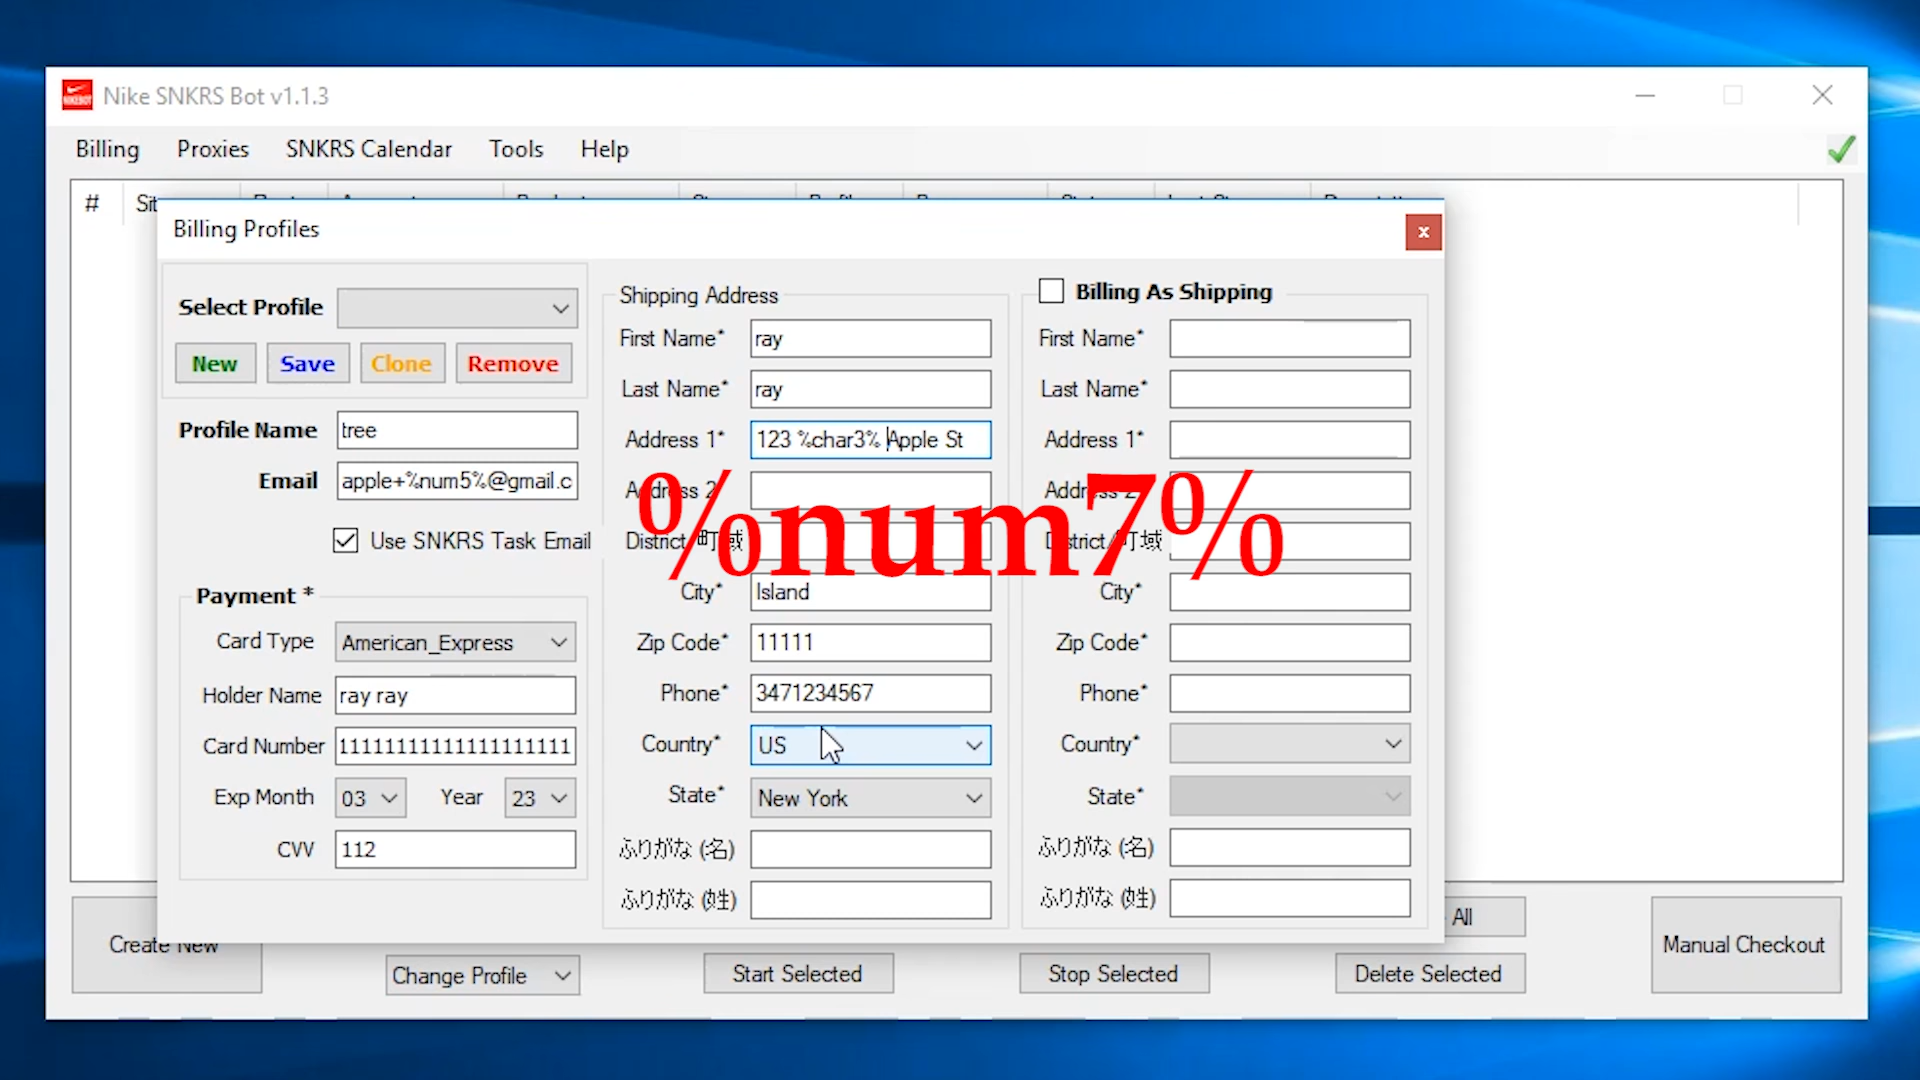 Nike SNKRS Bot v1.1.3
Billing Proxies SNKRS Calendar Tools Help
#
Billing Profiles
Select Profile
New Save Clone Remove
Profile Name tree
Email apple+%num5%@gmail.c
Use SNKRS Task Email
Payment *
Card Type American_Express
Holder Name ray ray
Card Number 11111111111111111111
Exp Month 03 Year 23
CVV 112
Shipping Address
First Name* ray
Last Name* ray
Address 1* 123 %char3% Apple St
Address 2
District/町域
City* Island
Zip Code* 11111
Phone* 3471234567
Country* US
State* New York
ふりがな (名)
ふりがな (姓)
Billing As Shipping
First Name*
Last Name*
Address 1*
Address 2
District/町域
City*
Zip Code*
Phone*
Country*
State*
ふりがな (名)
ふりがな (姓)
%num7%
Create New
Change Profile
Start Selected
Stop Selected
All
Delete Selected
Manual Checkout